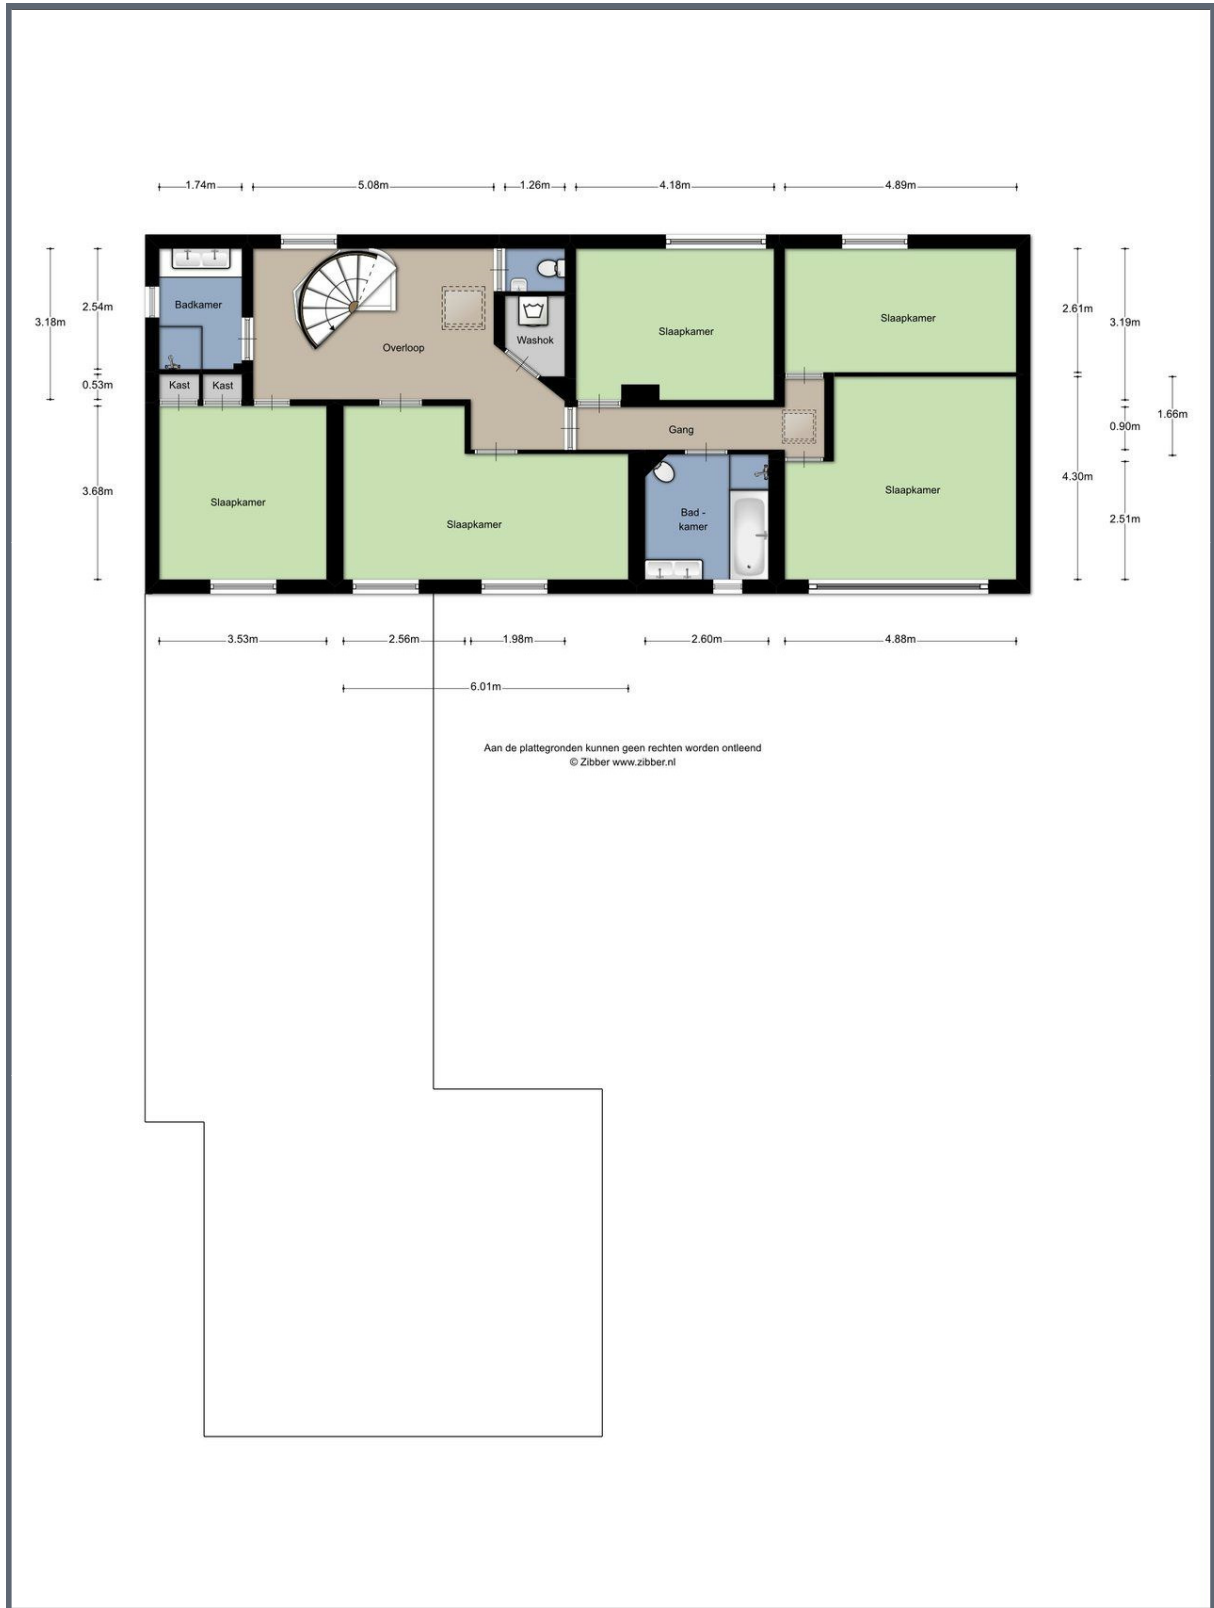 1.74m
5.08m
1.26m
4.18m
4.89m
3.18m
2.54m
0.53m
3.68m
2.61m
3.19m
4.30m
0.90m
1.66m
2.51m
Badkamer
Overloop
Washok
Slaapkamer
Slaapkamer
Kast
Kast
Gang
Slaapkamer
Slaapkamer
Bad -
kamer
Slaapkamer
3.53m
2.56m
1.98m
2.60m
4.88m
6.01m
Aan de plattegronden kunnen geen rechten worden ontleend
© Zibber www.zibber.nl